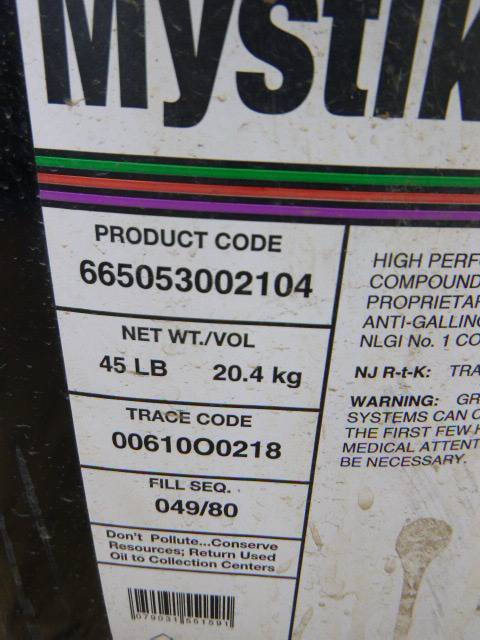 Mystik
PRODUCT CODE
665053002104
NET WT./VOL
45 LB 20.4 kg
TRACE CODE
00610O0218
FILL SEQ.
049/80
Don't Pollute...Conserve
Resources; Return Used
Oil to Collection Centers
HIGH PERF
COMPOUND
PROPRIETAR
ANTI-GALLING
NLGI No. 1 CO
NJ R-t-K: TRA
WARNING: GR
SYSTEMS CAN C
THE FIRST FEW H
MEDICAL ATTENT
BE NECESSARY.